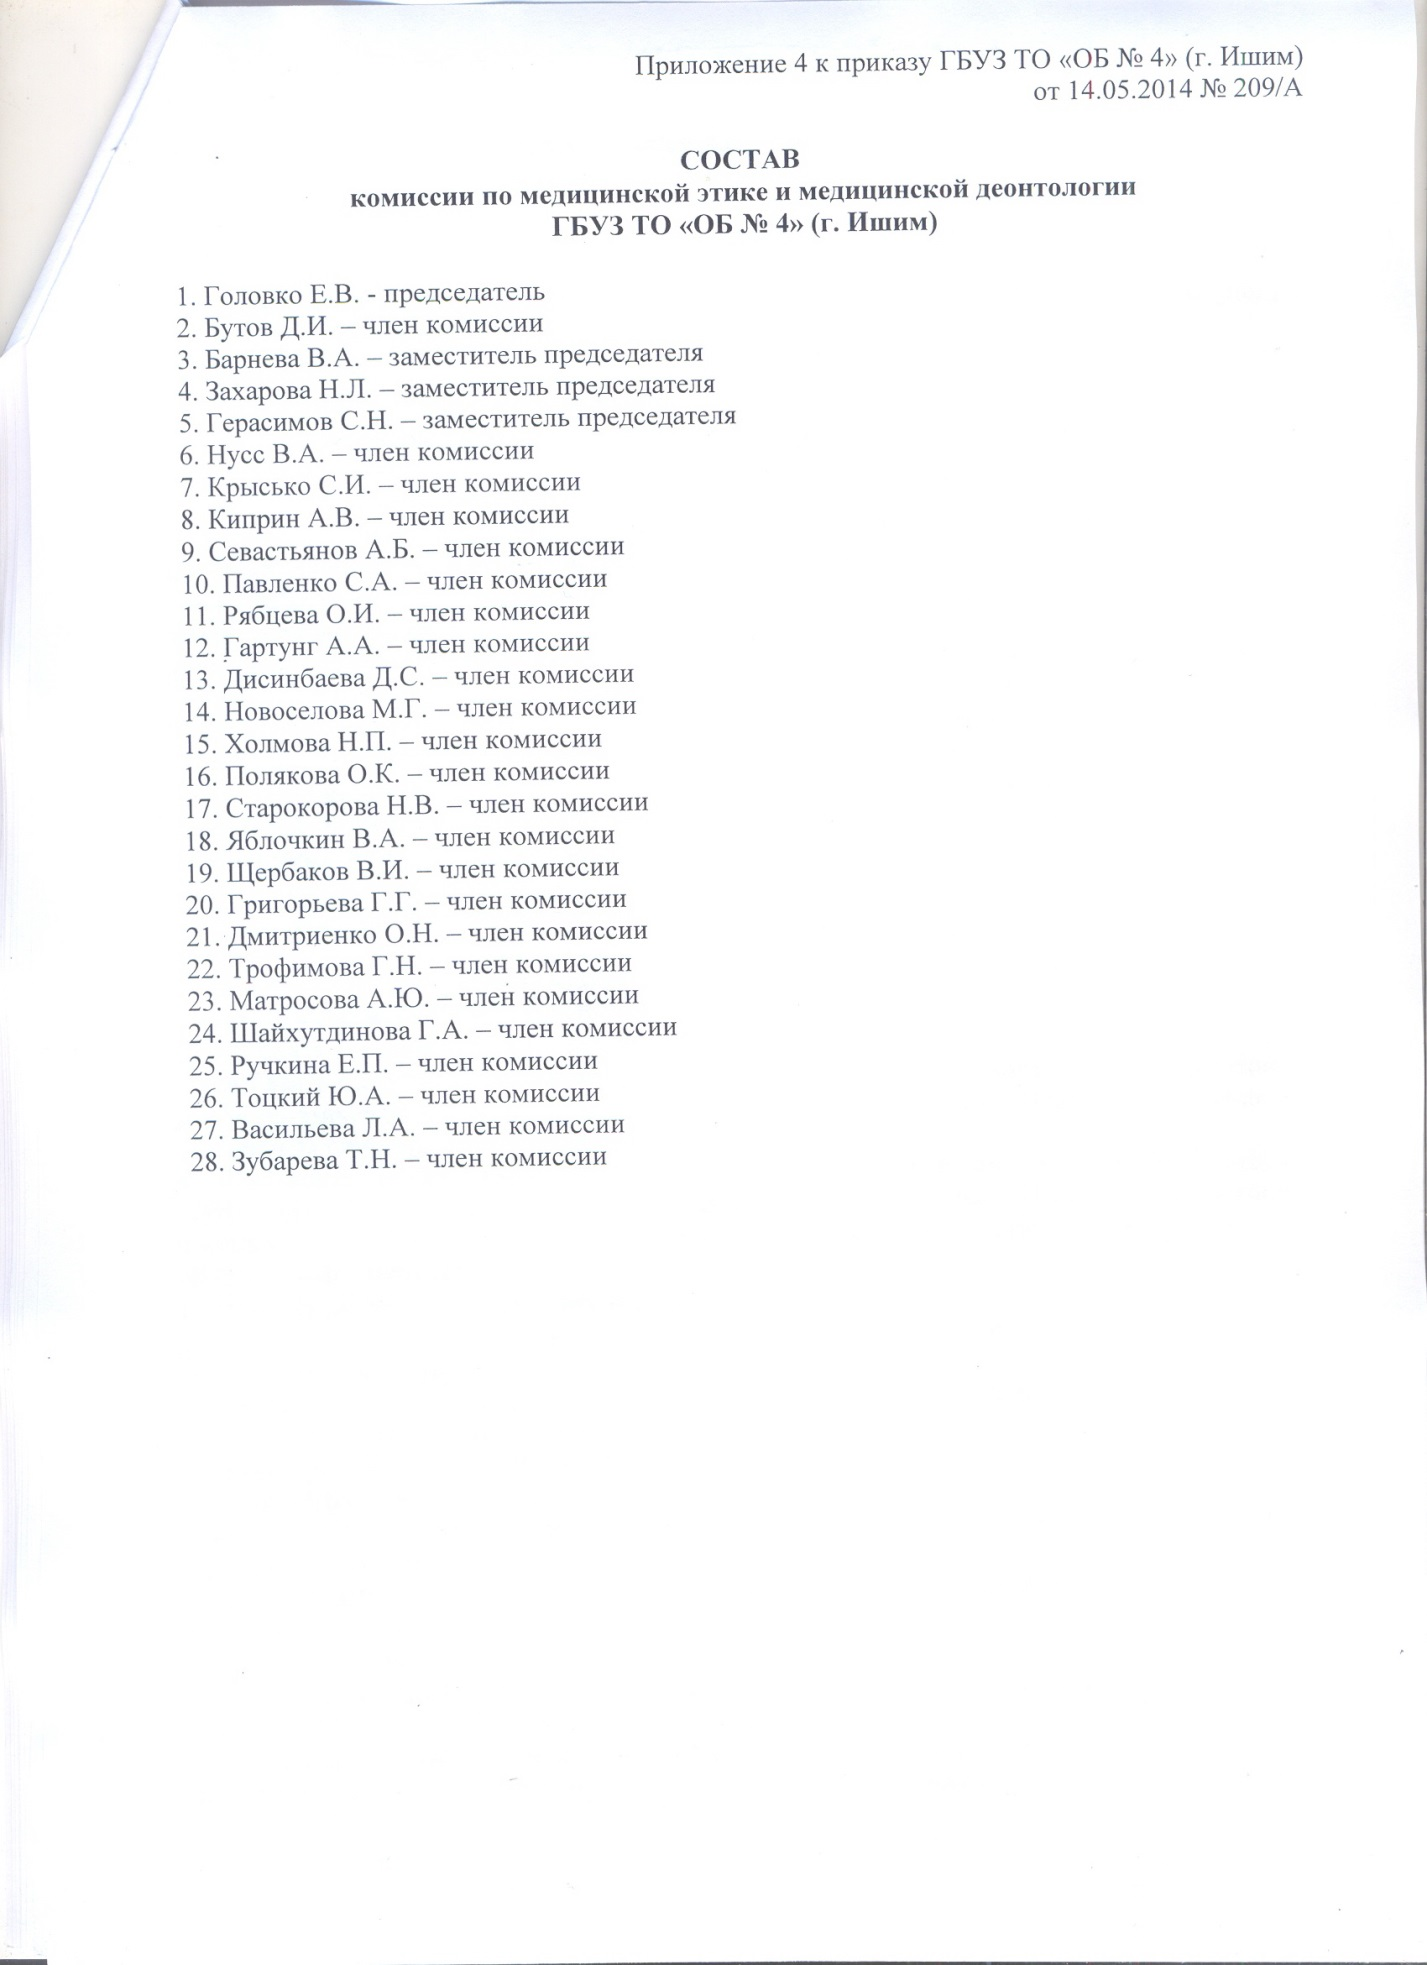 Приложение 4 к приказу ГБУЗ ТО «ОБ № 4» (г. Ишим)
от 14.05.2014 № 209/А
СОСТАВ
комиссии по медицинской этике и медицинской деонтологии
ГБУЗ ТО «ОБ № 4» (г. Ишим)
1. Головко Е.В. - председатель
2. Бутов Д.И. – член комиссии
3. Барнева В.А. – заместитель председателя
4. Захарова Н.Л. – заместитель председателя
5. Герасимов С.Н. – заместитель председателя
6. Нусс В.А. – член комиссии
7. Крысько С.И. – член комиссии
8. Киприн А.В. – член комиссии
9. Севастьянов А.Б. – член комиссии
10. Павленко С.А. – член комиссии
11. Рябцева О.И. – член комиссии
12. Гартунг А.А. – член комиссии
13. Дисинбаева Д.С. – член комиссии
14. Новоселова М.Г. – член комиссии
15. Холмова Н.П. – член комиссии
16. Полякова О.К. – член комиссии
17. Старокорова Н.В. – член комиссии
18. Яблочкин В.А. – член комиссии
19. Щербаков В.И. – член комиссии
20. Григорьева Г.Г. – член комиссии
21. Дмитриенко О.Н. – член комиссии
22. Трофимова Г.Н. – член комиссии
23. Матросова А.Ю. – член комиссии
24. Шайхутдинова Г.А. – член комиссии
25. Ручкина Е.П. – член комиссии
26. Тоцкий Ю.А. – член комиссии
27. Васильева Л.А. – член комиссии
28. Зубарева Т.Н. – член комиссии